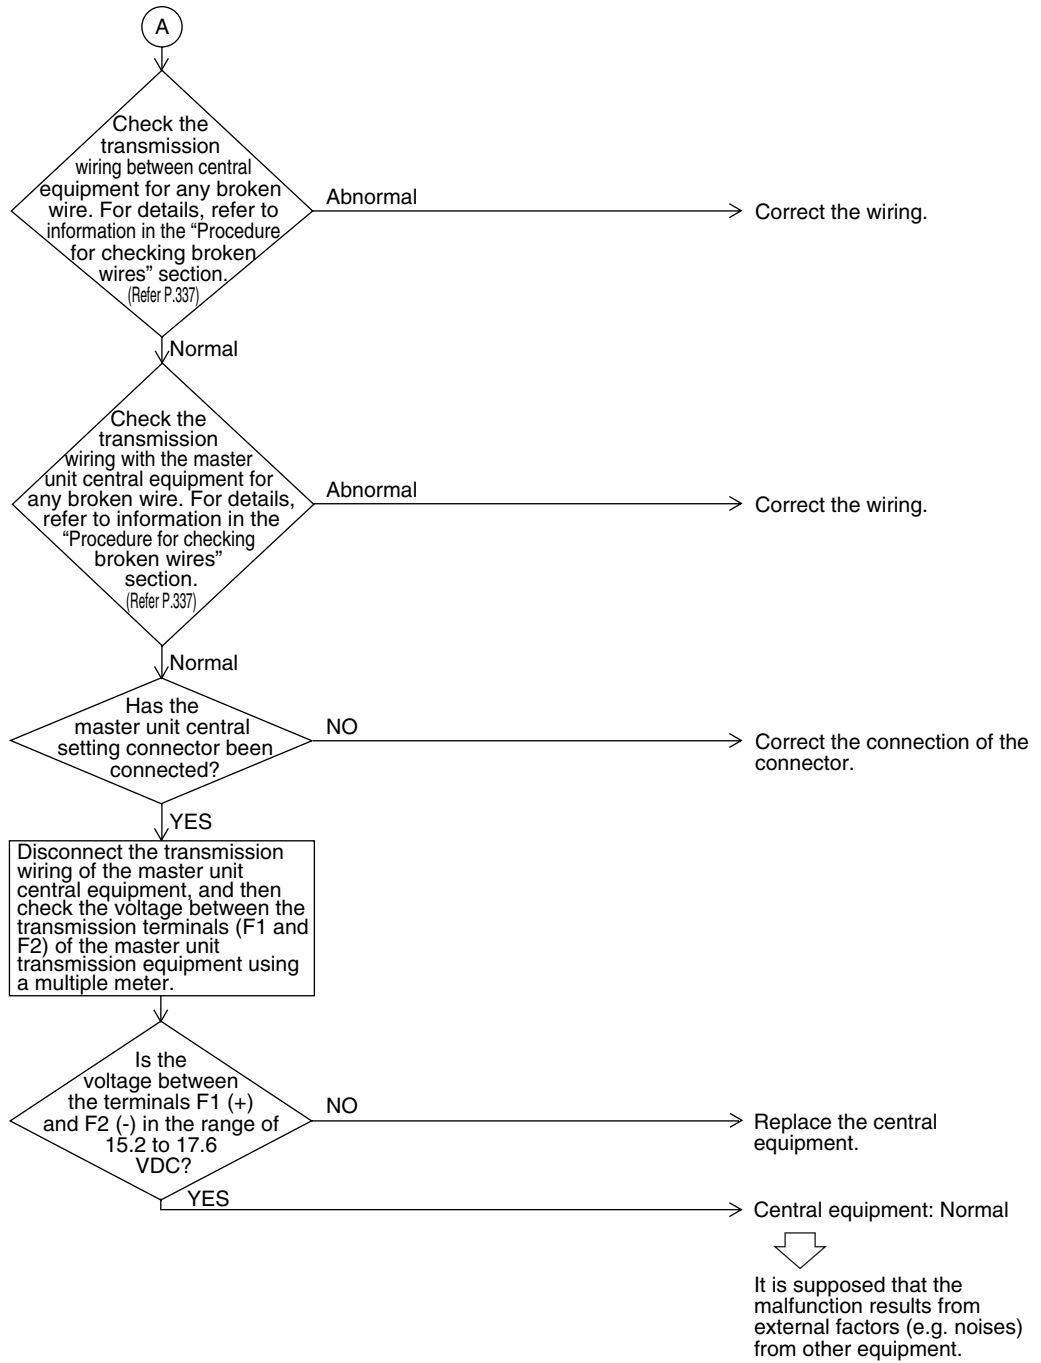 A
Check the
transmission
wiring between central
equipment for any broken
wire. For details, refer to
information in the “Procedure
for checking broken
wires” section.
(Refer P.337)
Abnormal
Correct the wiring.
Normal
Check the
transmission
wiring with the master
unit central equipment for
any broken wire. For details,
refer to information in the
“Procedure for checking
broken wires”
section.
(Refer P.337)
Abnormal
Correct the wiring.
Normal
Has the
master unit central
setting connector been
connected?
NO
Correct the connection of the
connector.
YES
Disconnect the transmission
wiring of the master unit
central equipment, and then
check the voltage between the
transmission terminals (F1 and
F2) of the master unit
transmission equipment using
a multiple meter.
Is the
voltage between
the terminals F1 (+)
and F2 (-) in the range of
15.2 to 17.6
VDC?
NO
Replace the central
equipment.
YES
Central equipment: Normal
It is supposed that the
malfunction results from
external factors (e.g. noises)
from other equipment.